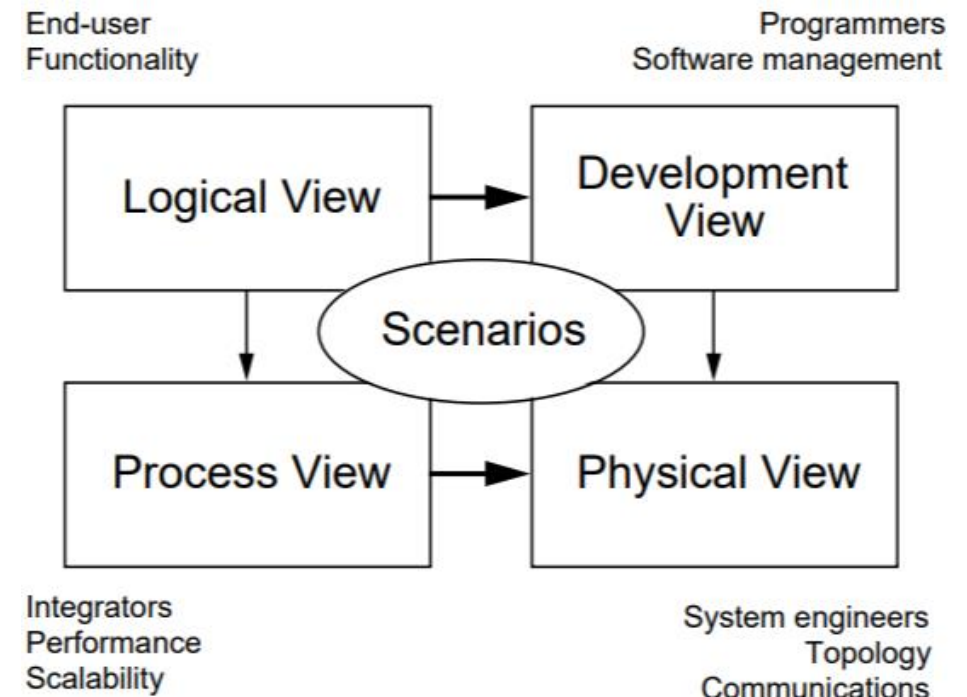 End-user
Functionality
Programmers
Software management
Logical View
Development
View
Scenarios
Process View
Physical View
Integrators
Performance
Scalability
System engineers
Topology
Communications